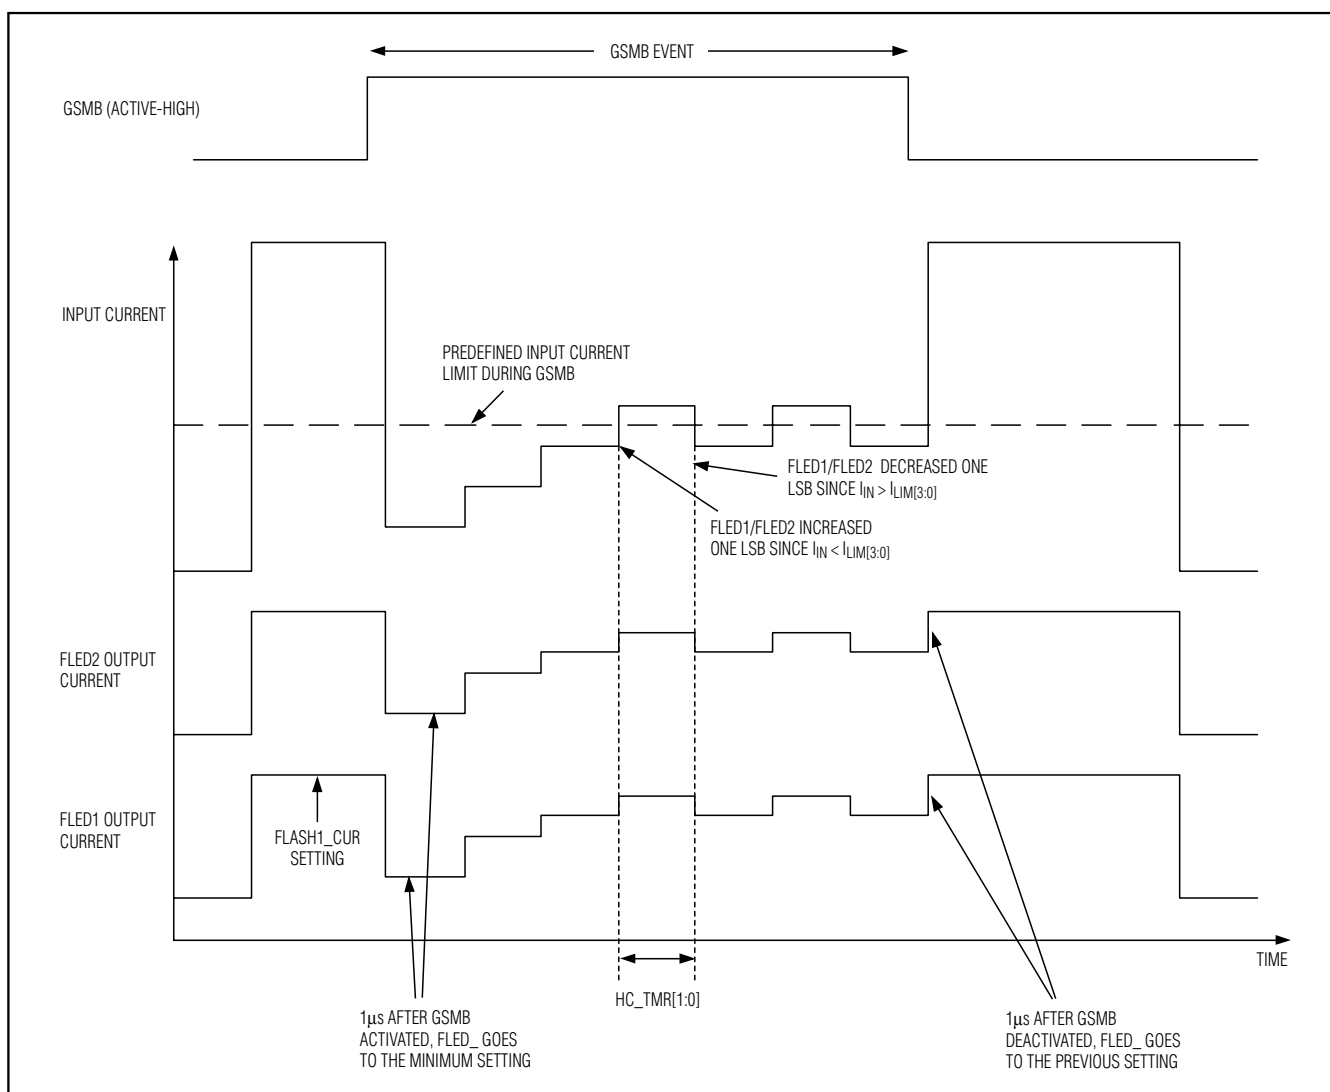 GSMB EVENT
GSMB (ACTIVE-HIGH)
INPUT CURRENT
PREDEFINED INPUT CURRENT
LIMIT DURING GSMB
FLED1/FLED2 DECREASED ONE
LSB SINCE IIN > ILIM[3:0]
FLED1/FLED2 INCREASED
ONE LSB SINCE IIN < ILIM[3:0]
FLED2 OUTPUT
CURRENT
FLED1 OUTPUT
CURRENT
FLASH1_CUR
SETTING
TIME
HC_TMR[1:0]
1µs AFTER GSMB
ACTIVATED, FLED_ GOES
TO THE MINIMUM SETTING
1µs AFTER GSMB
DEACTIVATED, FLED_ GOES
TO THE PREVIOUS SETTING